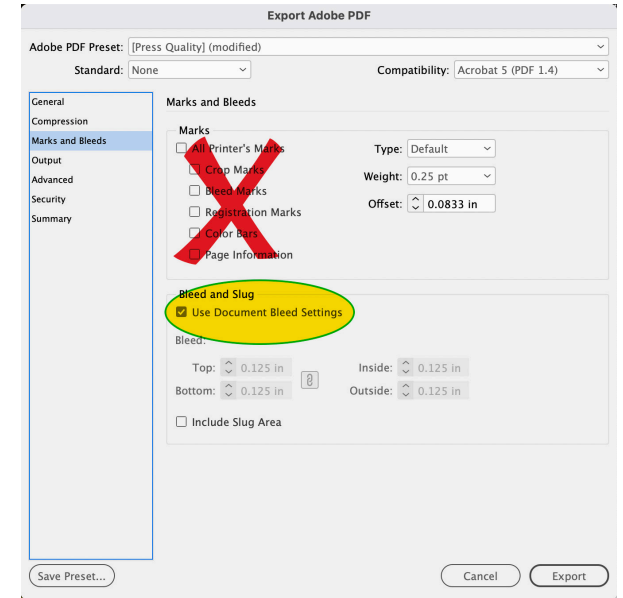 Export Adobe PDF
Adobe PDF Preset: [Press Quality] (modified)
Standard: None Compatibility: Acrobat 5 (PDF 1.4)
General
Compression
Marks and Bleeds
Output
Advanced
Security
Summary
Marks and Bleeds
Marks
All Printer's Marks
Crop Marks
Bleed Marks
Registration Marks
Color Bars
Page Information
Type: Default
Weight: 0.25 pt
Offset: 0.0833 in
Bleed and Slug
Use Document Bleed Settings
Bleed:
Top: 0.125 in Inside: 0.125 in
Bottom: 0.125 in Outside: 0.125 in
Include Slug Area
Save Preset... Cancel Export